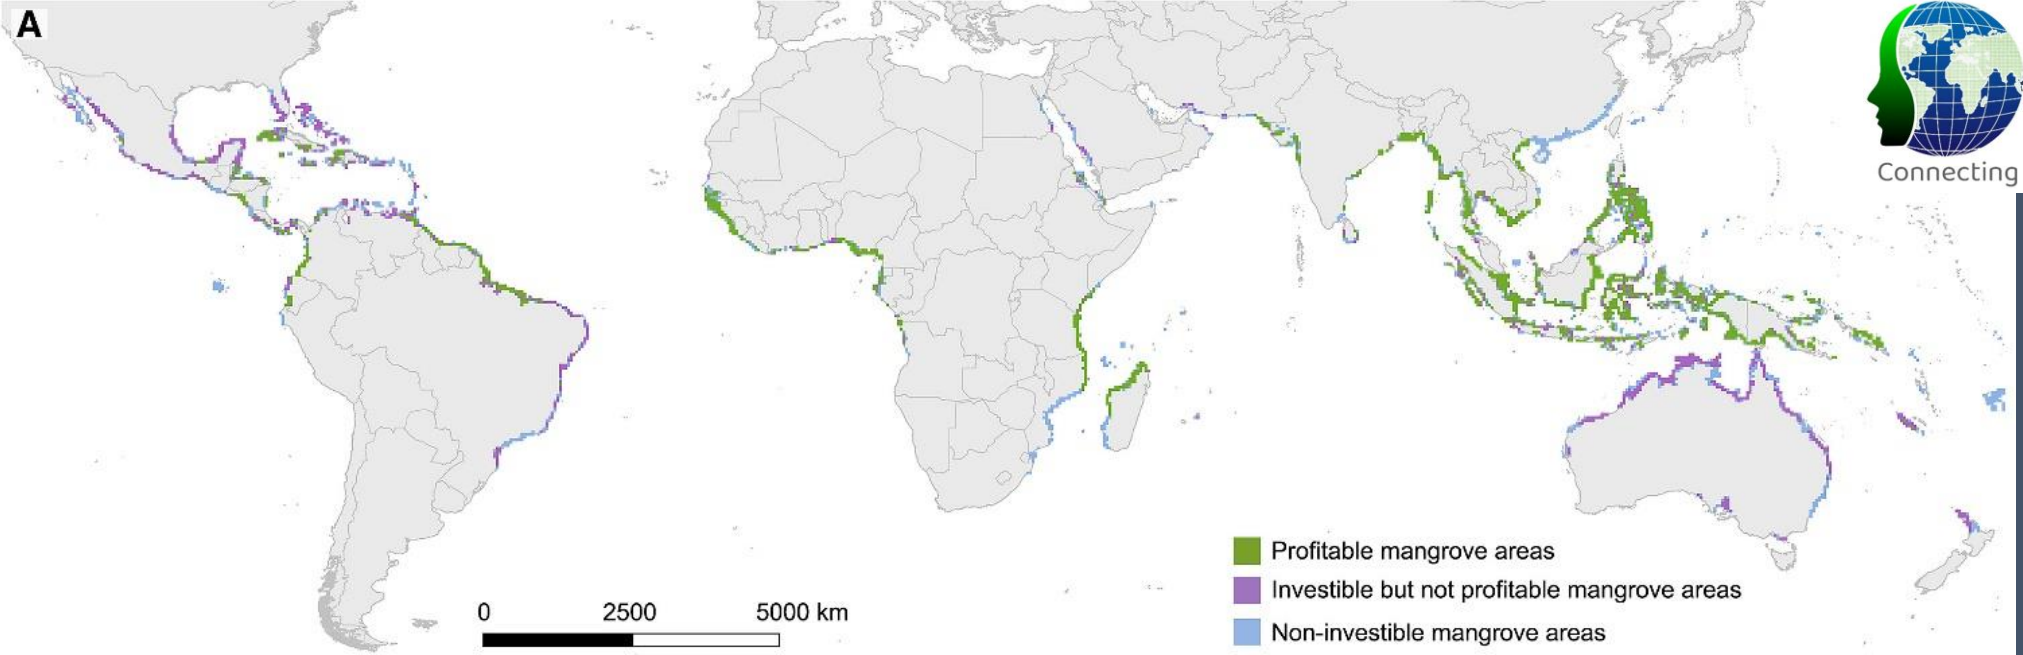 A
Connecting
Profitable mangrove areas
Investible but not profitable mangrove areas
Non-investible mangrove areas
0 2500 5000 km